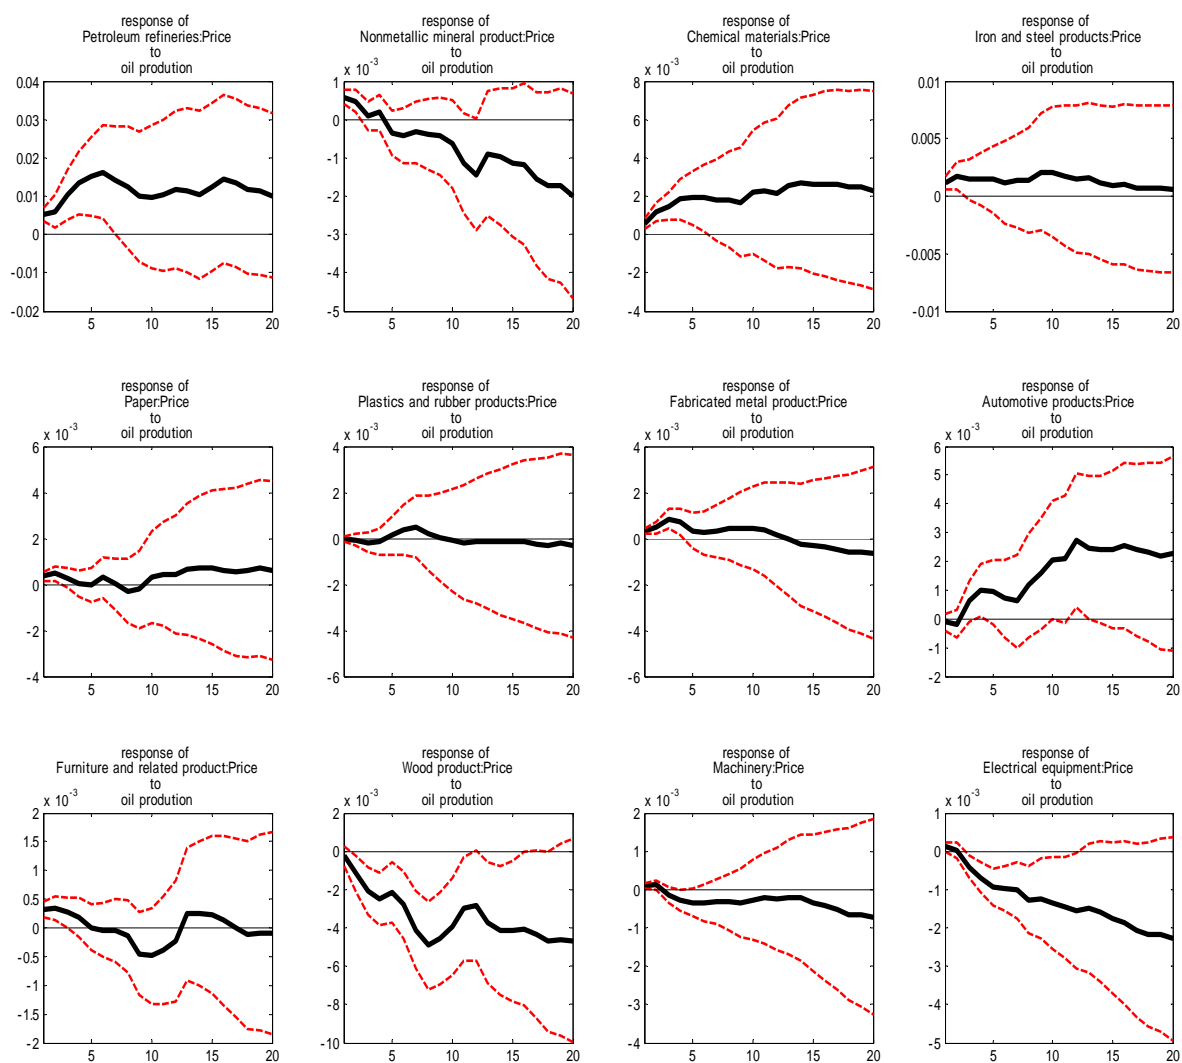 response of
Petroleum refineries:Price
to
oil prodution
0.04
0.03
0.02
0.01
0
-0.01
-0.02
5 10 15 20
response of
Nonmetallic mineral product:Price
to
oil prodution
x 10^-3
1
0
-1
-2
-3
-4
-5
5 10 15 20
response of
Chemical materials:Price
to
oil prodution
x 10^-3
8
6
4
2
0
-2
-4
5 10 15 20
response of
Iron and steel products:Price
to
oil prodution
0.01
0.005
0
-0.005
-0.01
5 10 15 20
response of
Paper:Price
to
oil prodution
x 10^-3
6
4
2
0
-2
-4
5 10 15 20
response of
Plastics and rubber products:Price
to
oil prodution
x 10^-3
4
2
0
-2
-4
-6
5 10 15 20
response of
Fabricated metal product:Price
to
oil prodution
x 10^-3
4
2
0
-2
-4
-6
5 10 15 20
response of
Automotive products:Price
to
oil prodution
x 10^-3
6
5
4
3
2
1
0
-1
-2
5 10 15 20
response of
Furniture and related product:Price
to
oil prodution
x 10^-3
2
1.5
1
0.5
0
-0.5
-1
-1.5
-2
5 10 15 20
response of
Wood product:Price
to
oil prodution
x 10^-3
2
0
-2
-4
-6
-8
-10
5 10 15 20
response of
Machinery:Price
to
oil prodution
x 10^-3
2
1
0
-1
-2
-3
-4
5 10 15 20
response of
Electrical equipment:Price
to
oil prodution
x 10^-3
1
0
-1
-2
-3
-4
-5
5 10 15 20